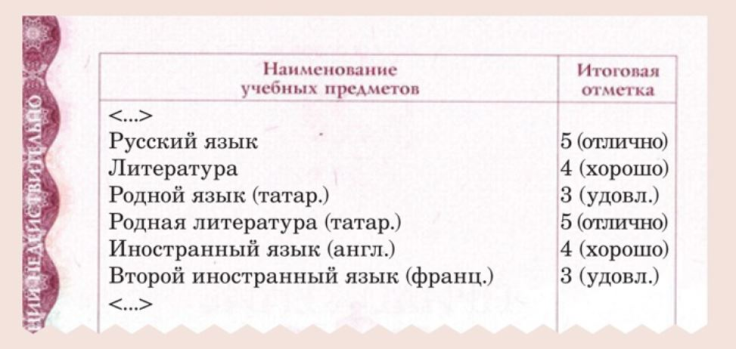 Наименование
учебных предметов
Итоговая
отметка
<...>
Русский язык 5 (отлично)
Литература 4 (хорошо)
Родной язык (татар.) 3 (удовл.)
Родная литература (татар.) 5 (отлично)
Иностранный язык (англ.) 4 (хорошо)
Второй иностранный язык (франц.) 3 (удовл.)
<...>
НЕДЕЙСТВИТЕЛЬНО